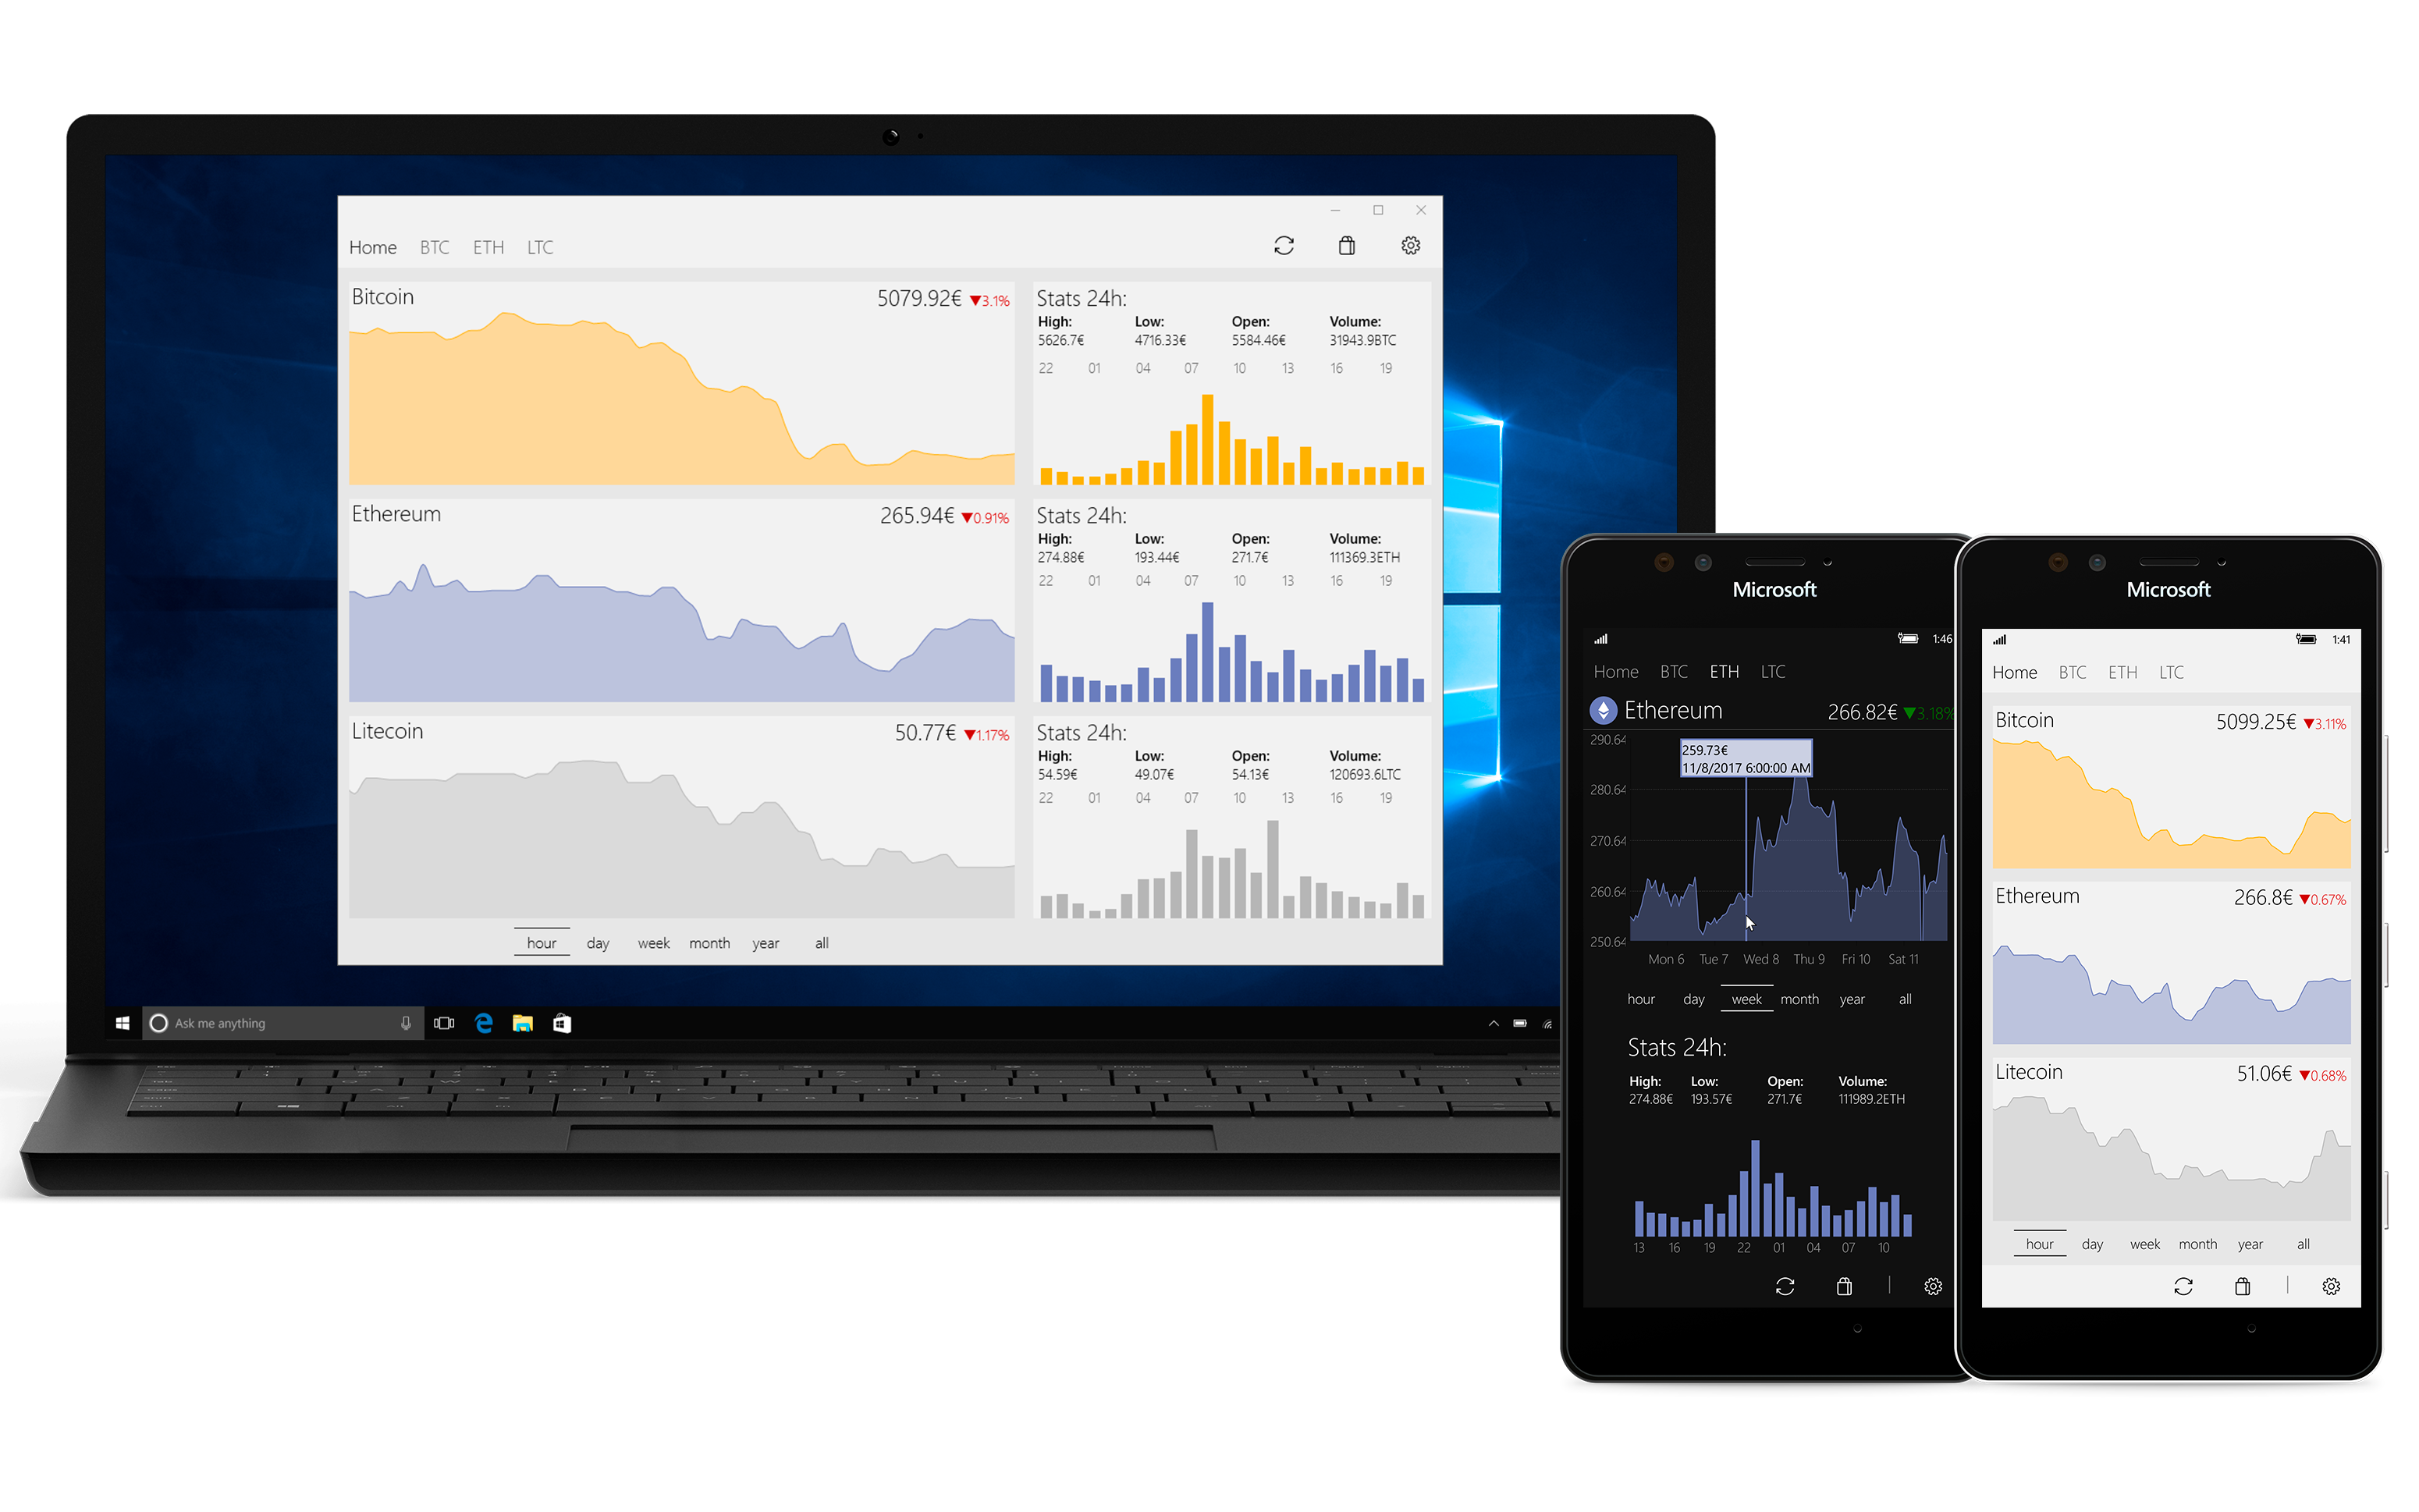 Home BTC ETH LTC
Bitcoin 5079.92€ ▼3.1%
Stats 24h:
High: Low: Open: Volume:
5626.7€ 4716.33€ 5584.46€ 31943.9BTC
22 01 04 07 10 13 16 19
Ethereum 265.94€ ▼0.91%
Stats 24h:
High: Low: Open: Volume:
274.88€ 193.44€ 271.7€ 111369.3ETH
22 01 04 07 10 13 16 19
Litecoin 50.77€ ▼1.17%
Stats 24h:
High: Low: Open: Volume:
54.59€ 49.07€ 54.13€ 120693.6LTC
22 01 04 07 10 13 16 19
hour day week month year all
Ask me anything
Microsoft
1:46
Home BTC ETH LTC
Ethereum 266.82€ ▼3.18%
290.64
259.73€
11/8/2017 6:00:00 AM
280.64
270.64
260.64
250.64
Mon 6 Tue 7 Wed 8 Thu 9 Fri 10 Sat 11
hour day week month year all
Stats 24h:
High: Low: Open: Volume:
274.88€ 193.57€ 271.7€ 111989.2ETH
13 16 19 22 01 04 07 10
Microsoft
1:41
Home BTC ETH LTC
Bitcoin 5099.25€ ▼3.11%
Ethereum 266.8€ ▼0.67%
Litecoin 51.06€ ▼0.68%
hour day week month year all